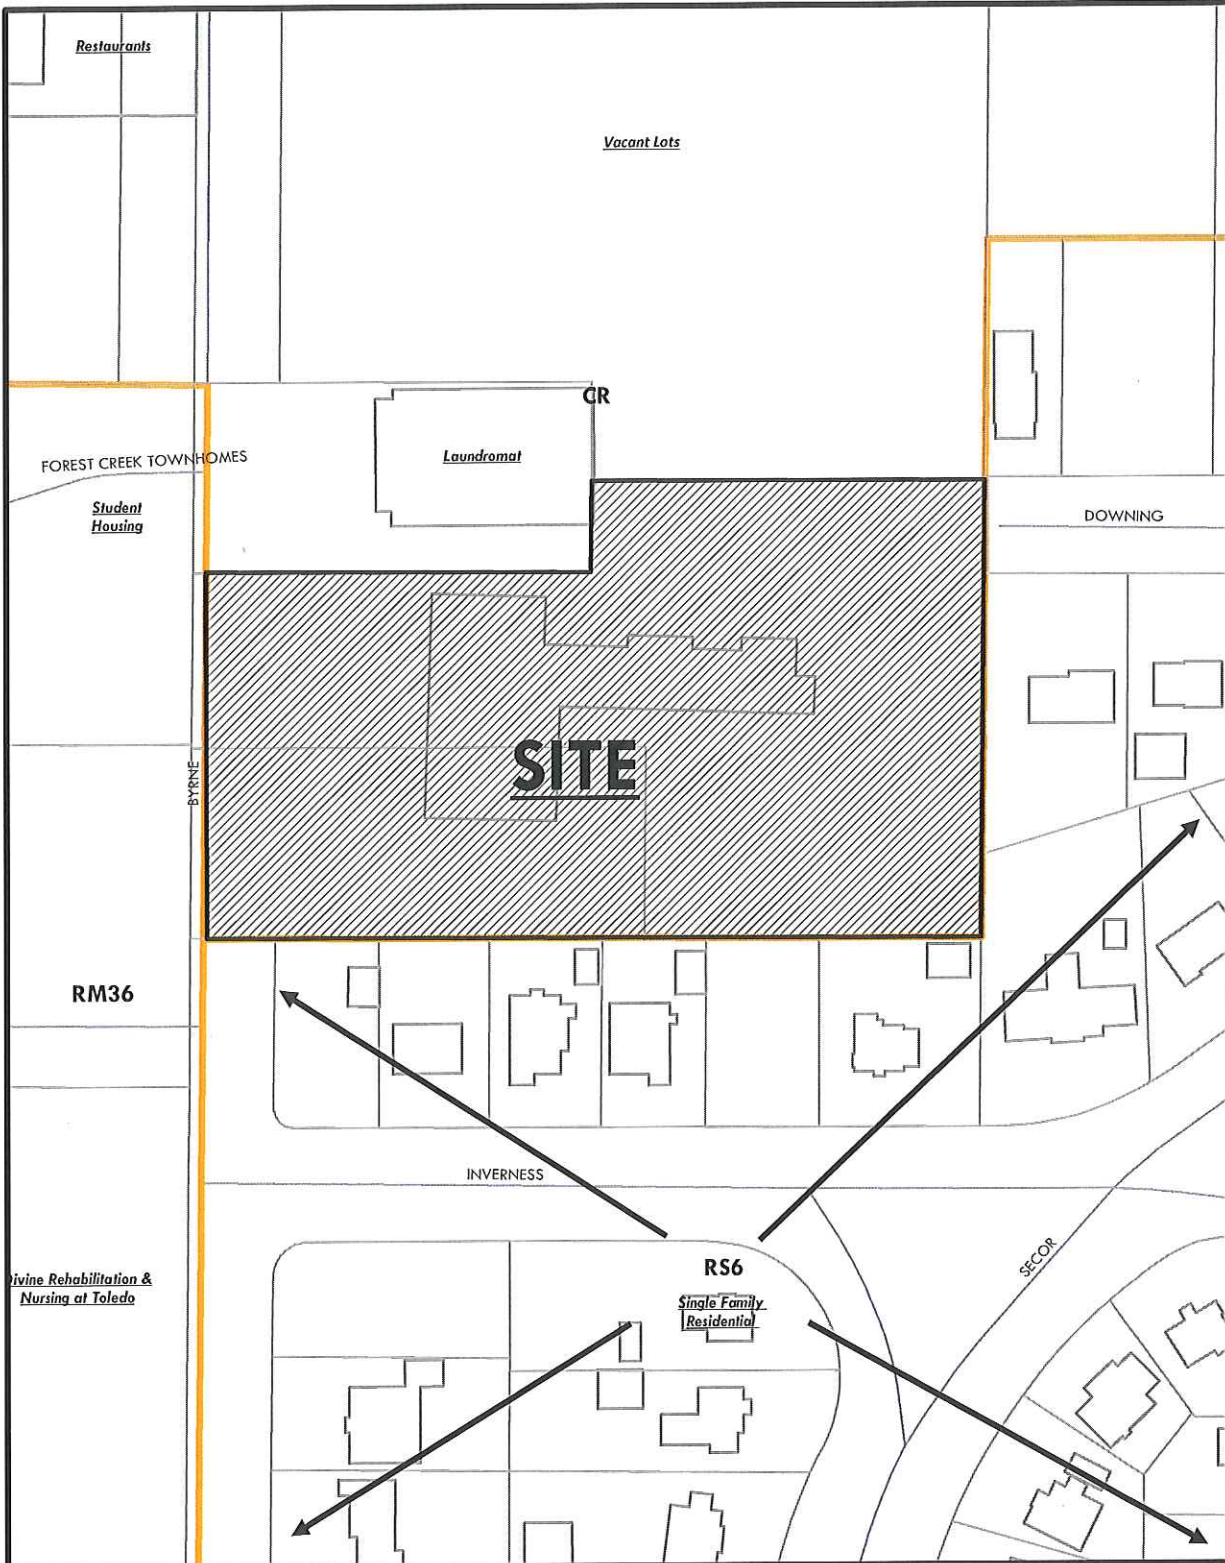 Restaurants
Vacant Lots
CR
Laundromat
FOREST CREEK TOWNHOMES
Student
Housing
DOWNING
SITE
BYRNE
RM36
INVERNESS
SECOR
RS6
Single Family
Residential
ivine Rehabilitation &
Nursing at Toledo